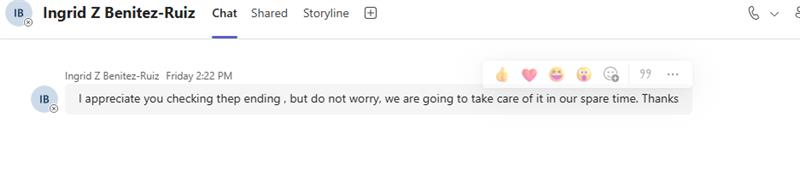 IB Ingrid Z Benitez-Ruiz Chat Shared Storyline
Ingrid Z Benitez-Ruiz Friday 2:22 PM
IB I appreciate you checking thep ending , but do not worry, we are going to take care of it in our spare time. Thanks